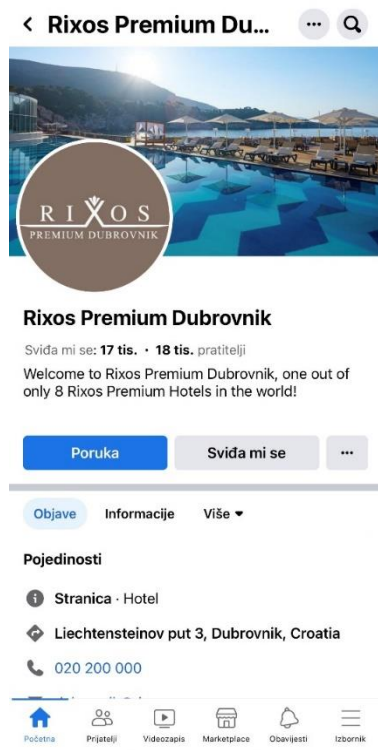 Rixos Premium Du...
RIXOS
PREMIUM DUBROVNIK
Rixos Premium Dubrovnik
Sviđa mi se: 17 tis. · 18 tis. pratitelji
Welcome to Rixos Premium Dubrovnik, one out of
only 8 Rixos Premium Hotels in the world!
Poruka
Sviđa mi se
Objave
Informacije
Više
Pojedinosti
Stranica · Hotel
Liechtensteinov put 3, Dubrovnik, Croatia
020 200 000
Početna
Prijatelji
Videozapis
Marketplace
Obavijesti
Izbornik